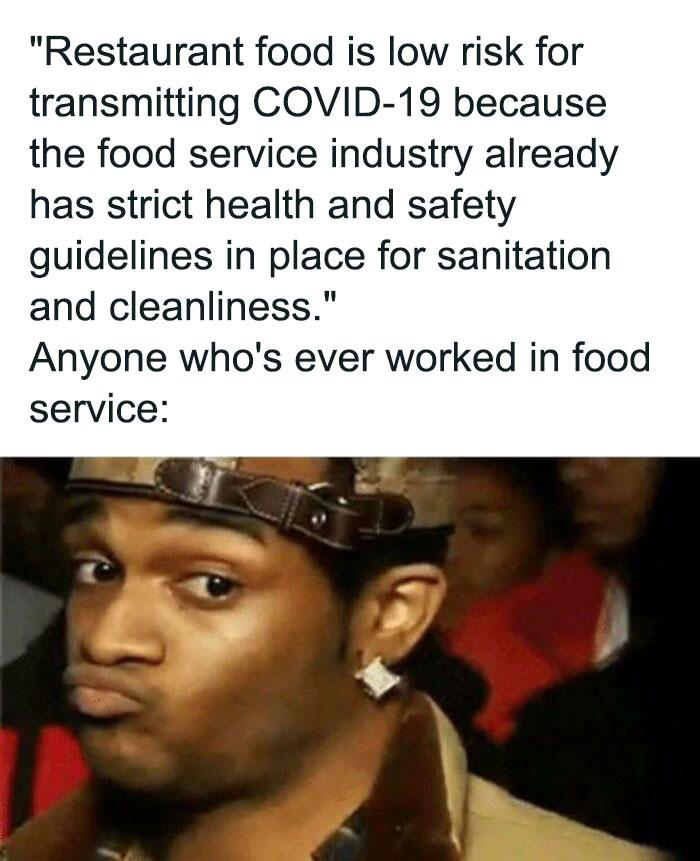 "Restaurant food is low risk for
transmitting COVID-19 because
the food service industry already
has strict health and safety
guidelines in place for sanitation
and cleanliness."
Anyone who's ever worked in food
service: